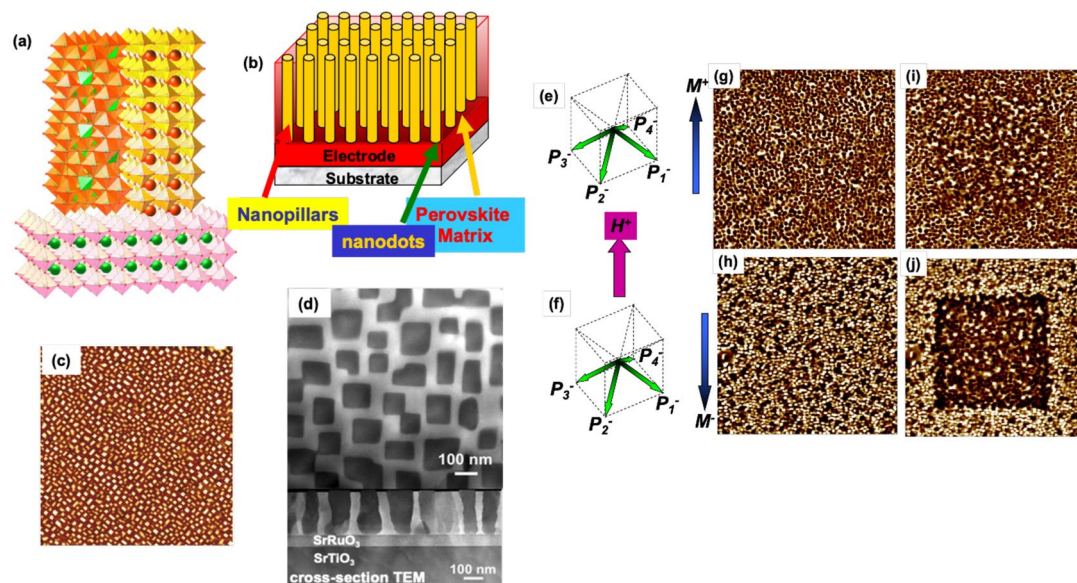 (a)
(b)
Electrode
Substrate
Nanopillars
nanodots
Perovskite
Matrix
(c)
(d)
100 nm
SrRuO3
SrTiO3
cross-section TEM
100 nm
(e)
P4-
P3-
P1-
P2-
H+
(f)
P4-
P3-
P1-
P2-
M+
M-
(g)
(h)
(i)
(j)